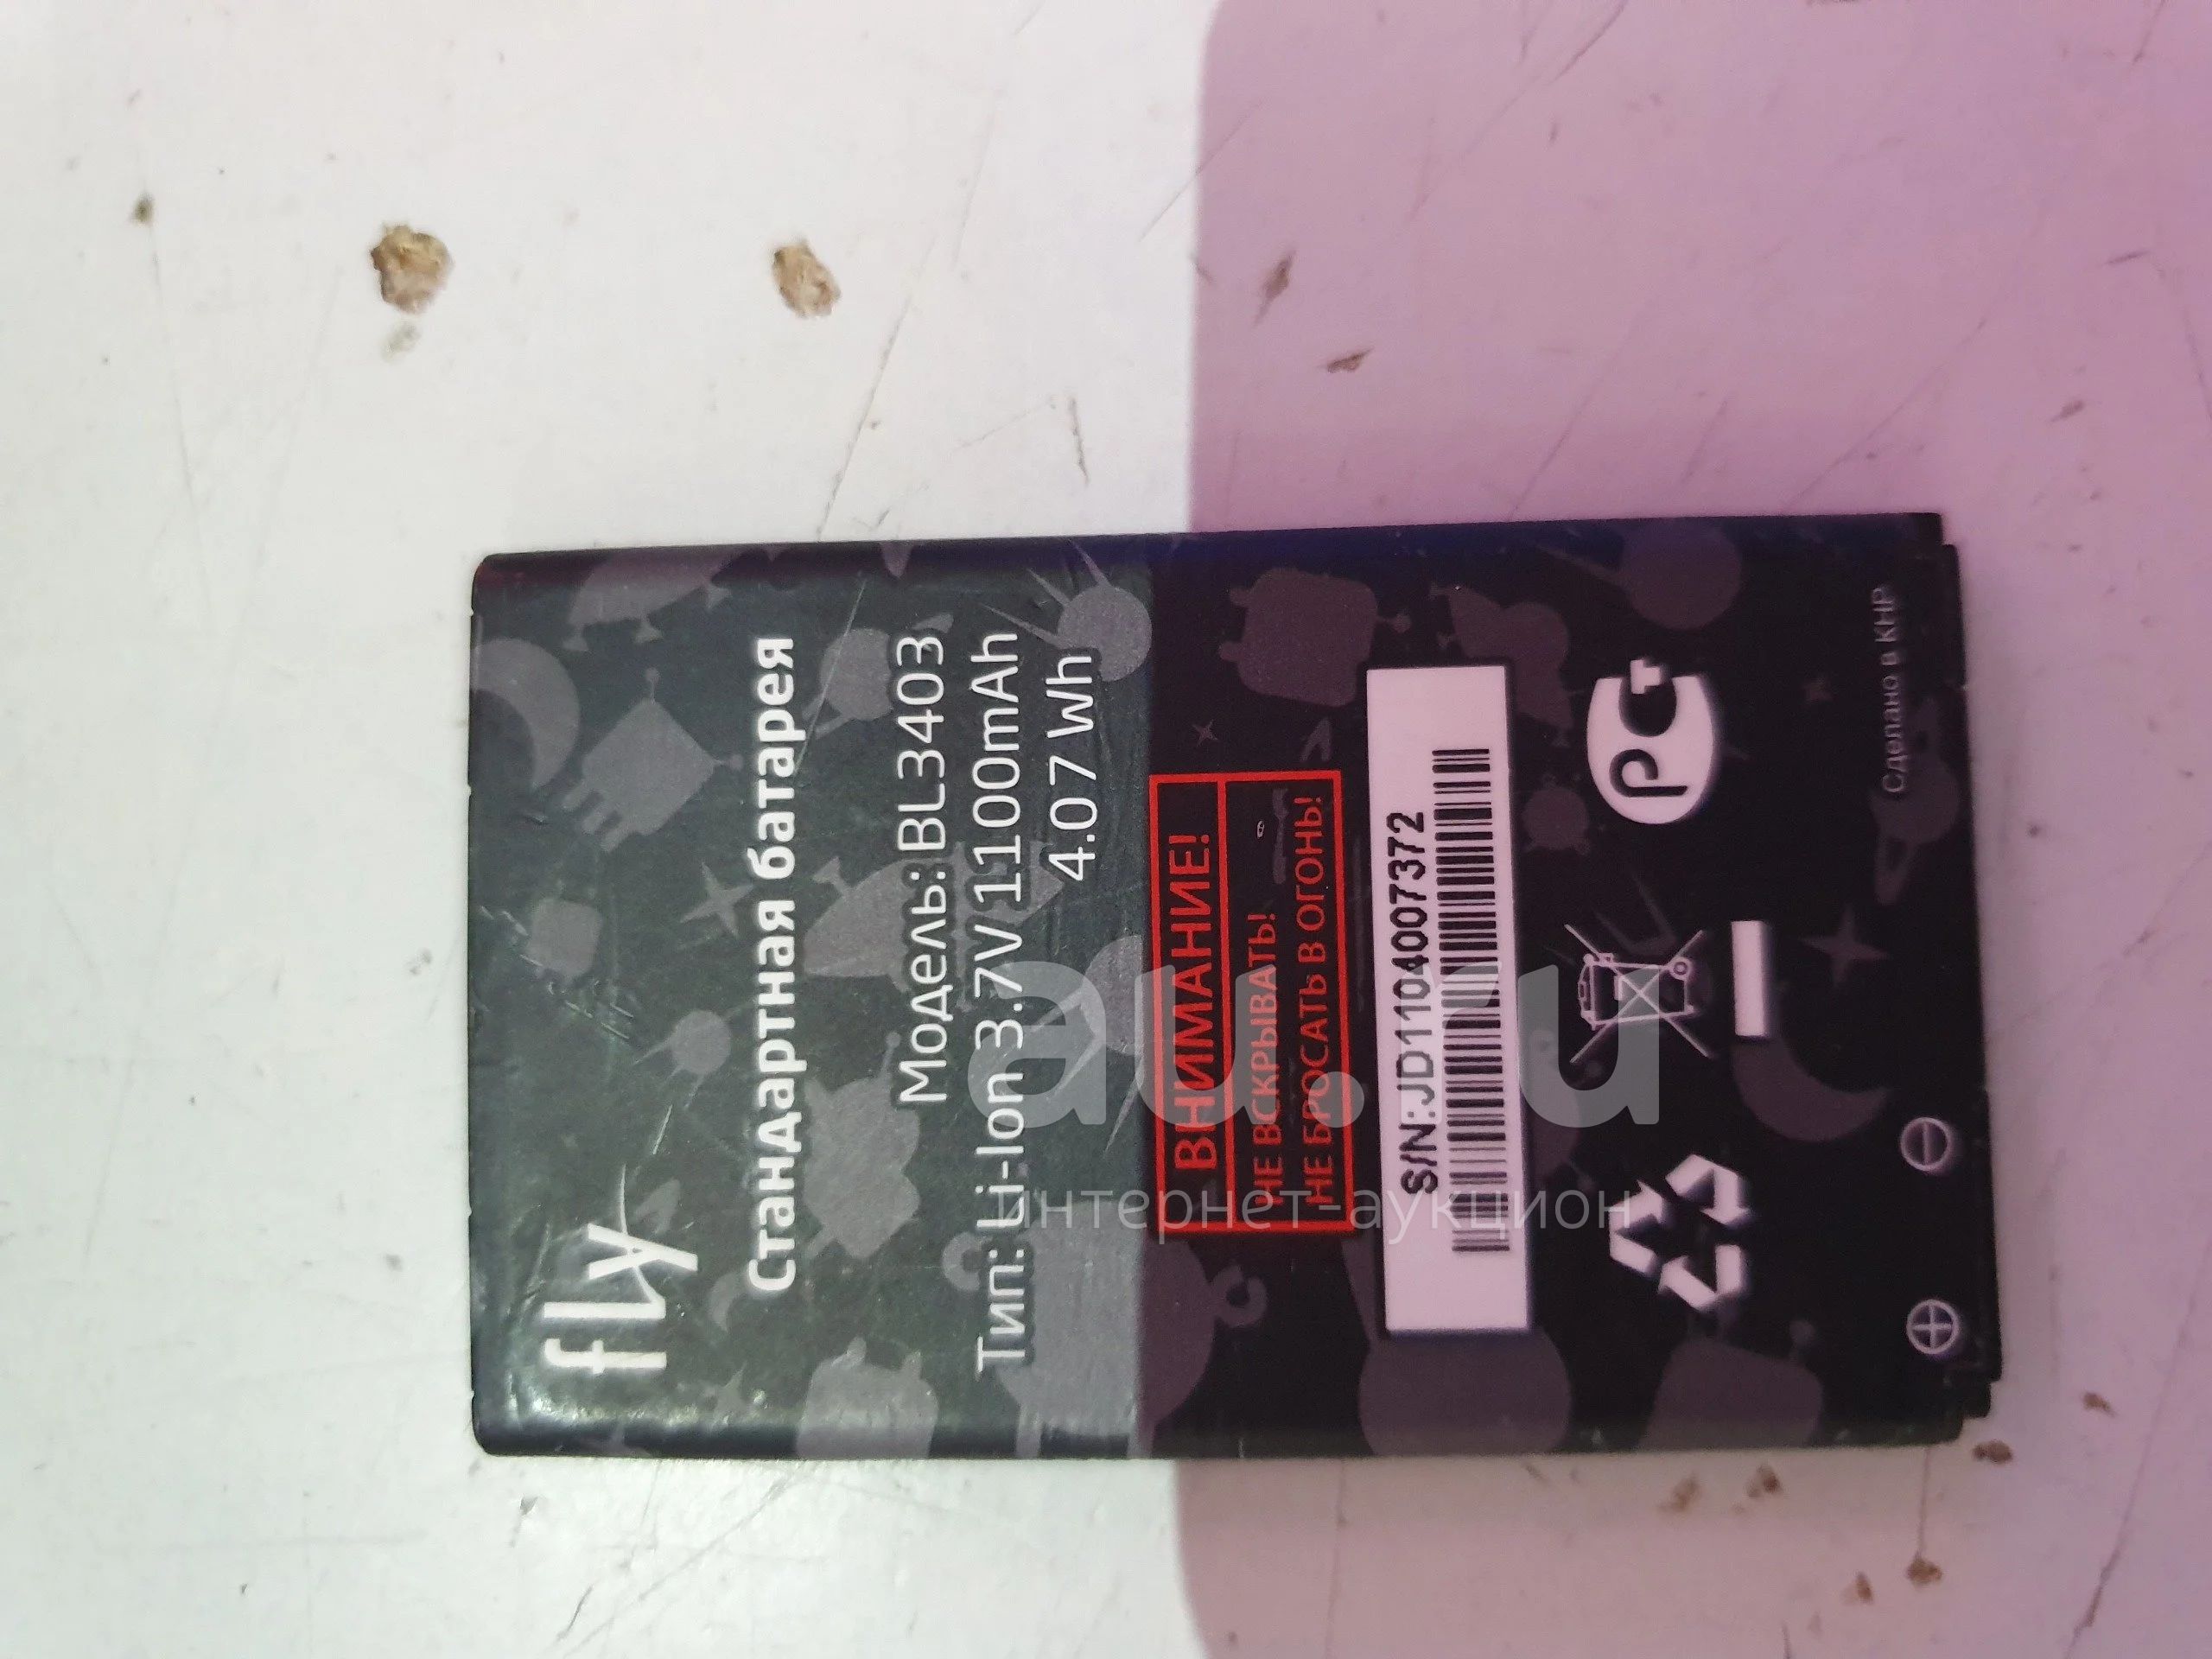 fly
Стандартная батарея
Модель: BL3403
Тип: Li-Ion 3.7V 1100mAh
4.07 Wh
ВНИМАНИЕ!
НЕ ВСКРЫВАТЬ!
НЕ БРОСАТЬ В ОГОНЬ!
S/N:JD1104007372
РСТ
Сделано в КНР
au.ru
интернет-аукцион